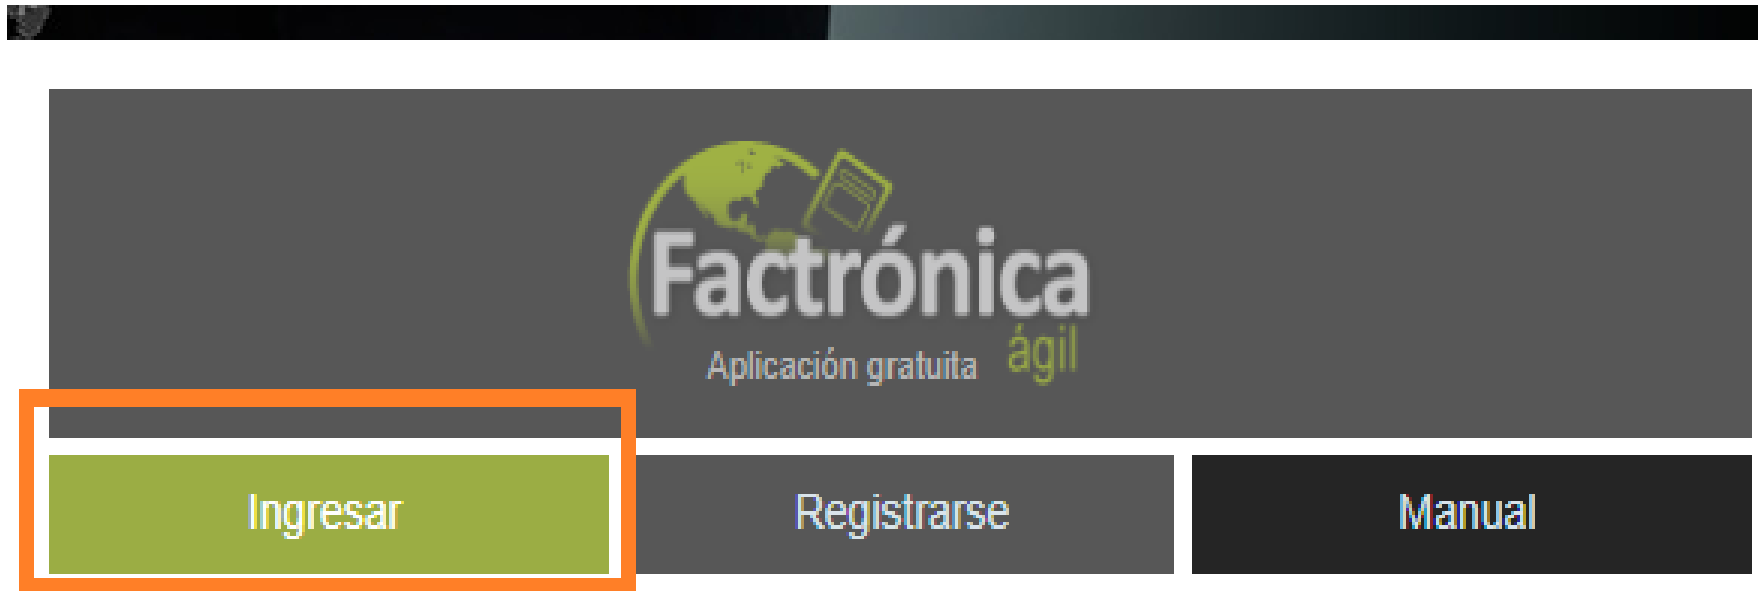 Factrónica
Aplicación gratuita ágil
Ingresar
Registrarse
Manual